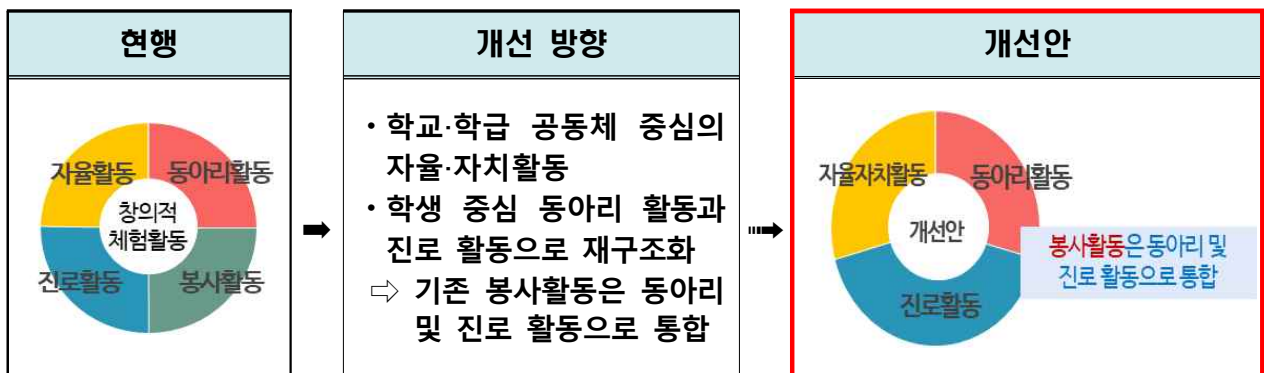 현행
자율활동
동아리활동
창의적
체험활동
진로활동
봉사활동
개선 방향
・학교·학급 공동체 중심의
자율·자치활동
・학생 중심 동아리 활동과
진로 활동으로 재구조화
⇨ 기존 봉사활동은 동아리
및 진로 활동으로 통합
개선안
자율자치활동
동아리활동
개선안
봉사활동은 동아리 및
진로 활동으로 통합
진로활동